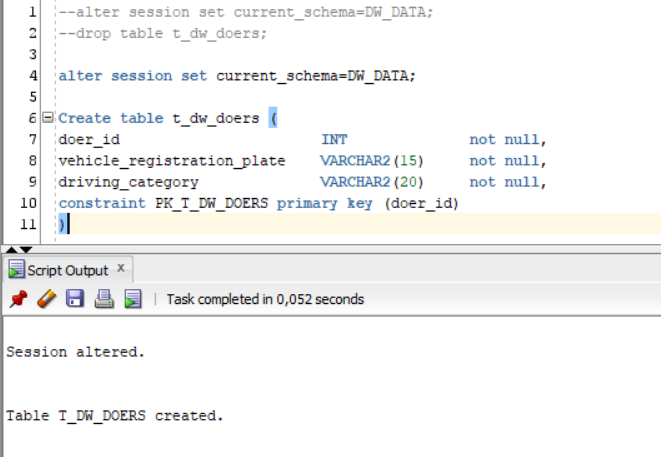 1 --alter session set current_schema=DW_DATA;
2 --drop table t_dw_doers;
3
4 alter session set current_schema=DW_DATA;
5
6 Create table t_dw_doers (
7 doer_id INT not null,
8 vehicle_registration_plate VARCHAR2(15) not null,
9 driving_category VARCHAR2(20) not null,
10 constraint PK_T_DW_DOERS primary key (doer_id)
11 )
Script Output x
Task completed in 0,052 seconds
Session altered.
Table T_DW_DOERS created.